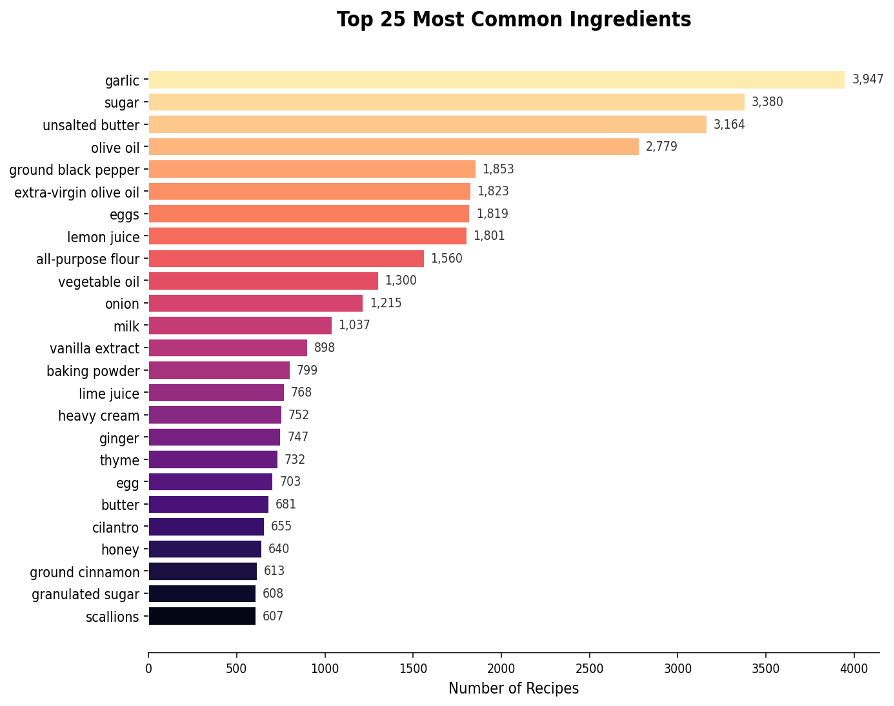 Top 25 Most Common Ingredients
garlic 3,947
sugar 3,380
unsalted butter 3,164
olive oil 2,779
ground black pepper 1,853
extra-virgin olive oil 1,823
eggs 1,819
lemon juice 1,801
all-purpose flour 1,560
vegetable oil 1,300
onion 1,215
milk 1,037
vanilla extract 898
baking powder 799
lime juice 768
heavy cream 752
ginger 747
thyme 732
egg 703
butter 681
cilantro 655
honey 640
ground cinnamon 613
granulated sugar 608
scallions 607
0 500 1000 1500 2000 2500 3000 3500 4000
Number of Recipes